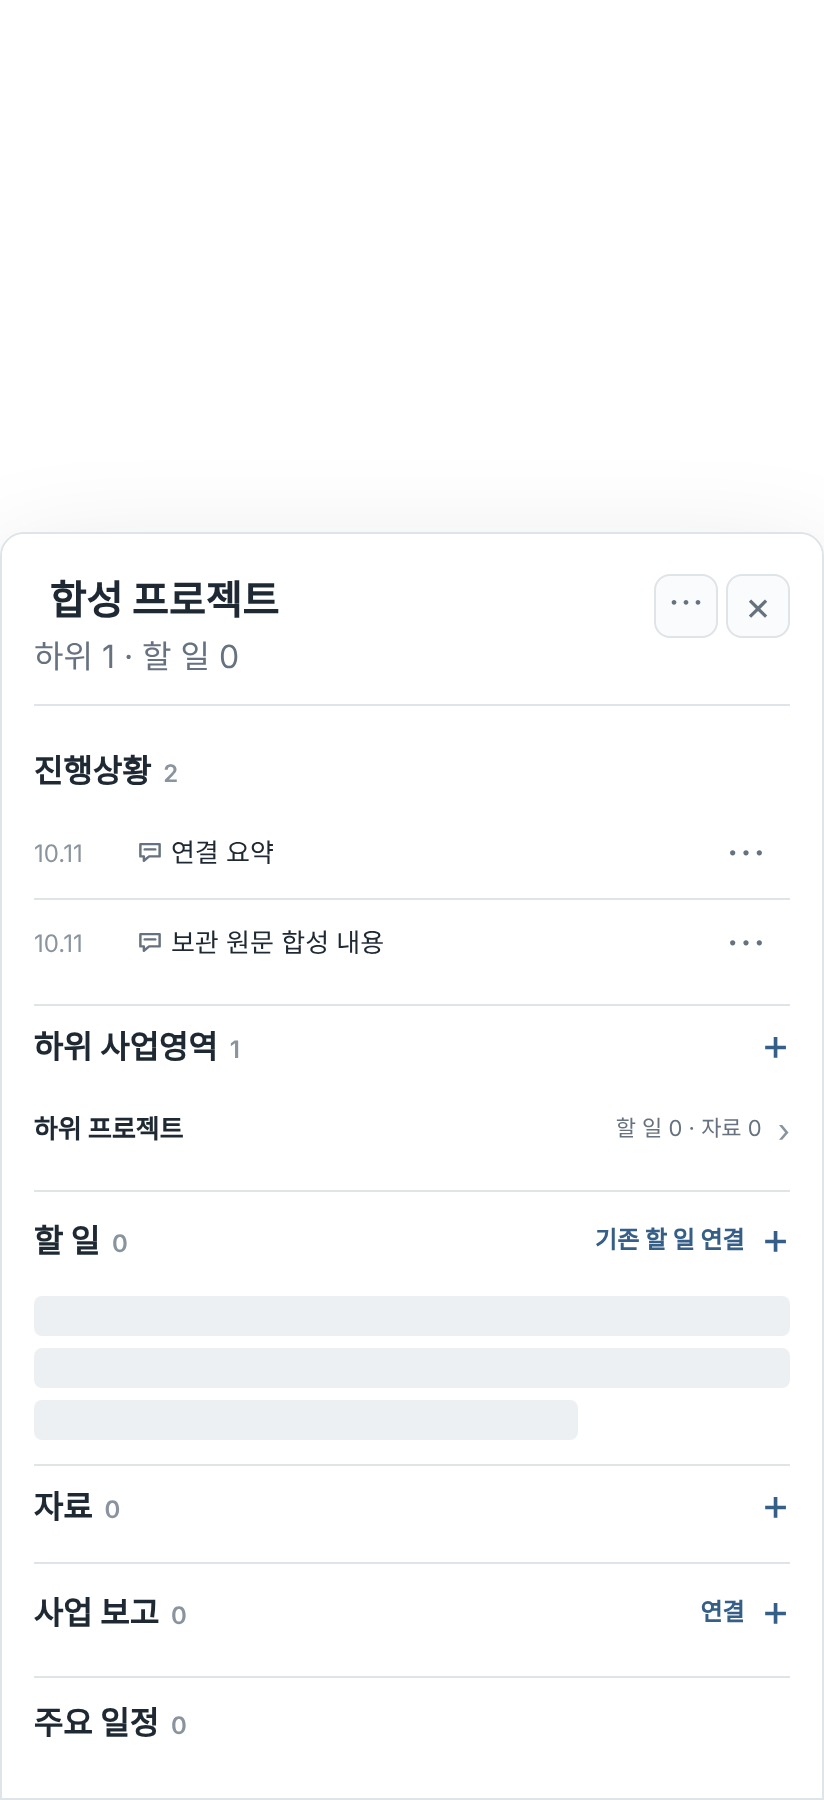 합성 프로젝트
하위 1 · 할 일 0
진행상황 2
10.11 연결 요약
10.11 보관 원문 합성 내용
하위 사업영역 1 +
하위 프로젝트 할 일 0 · 자료 0 ›
할 일 0 기존 할 일 연결 +
자료 0 +
사업 보고 0 연결 +
주요 일정 0